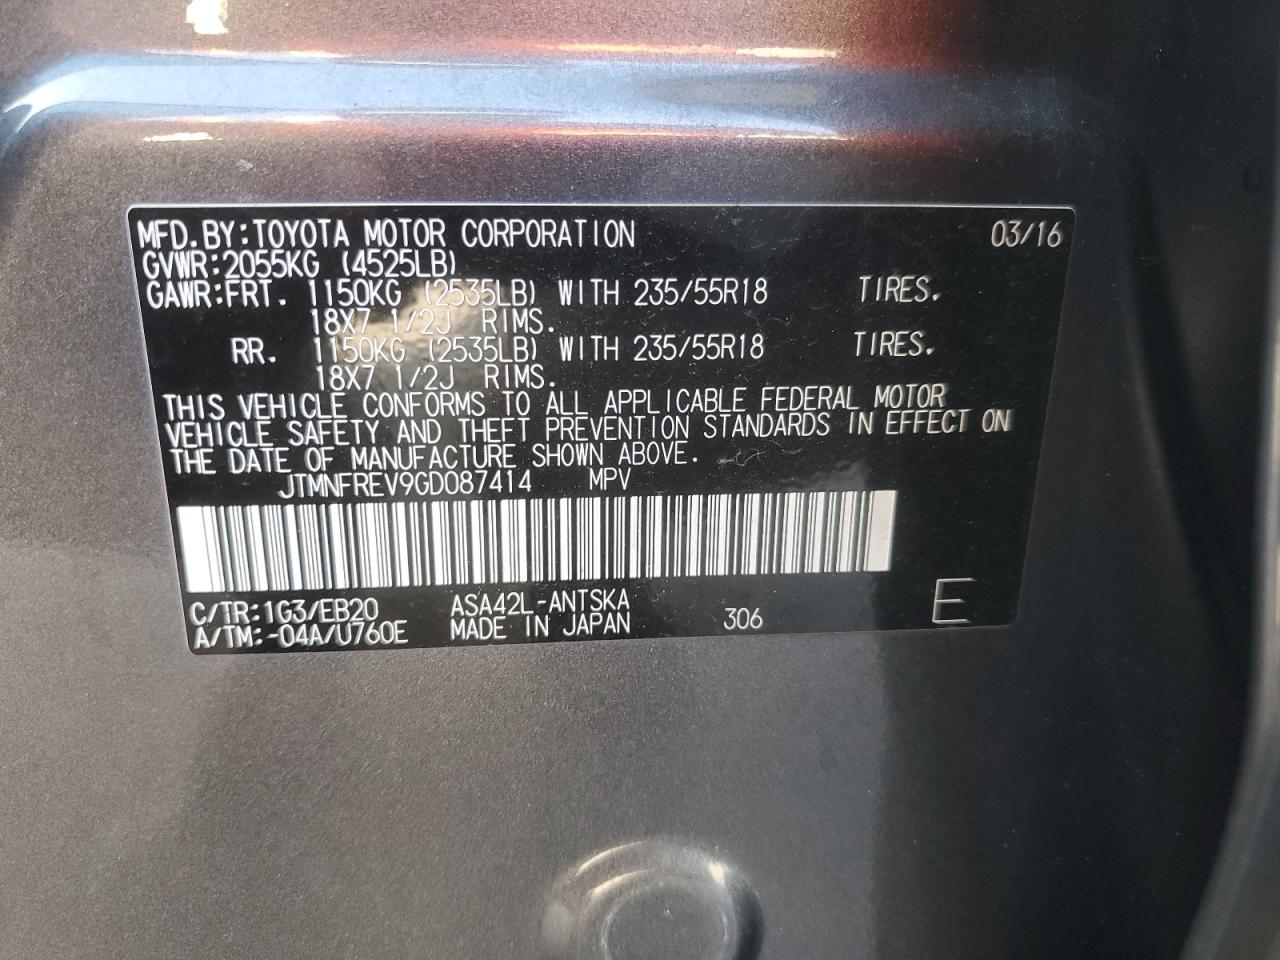 MFD.BY:TOYOTA MOTOR CORPORATION 03/16
GVWR:2055KG (4525LB)
GAWR:FRT. 1150KG (2535LB) WITH 235/55R18 TIRES.
18X7 1/2J RIMS.
RR. 1150KG (2535LB) WITH 235/55R18 TIRES.
18X7 1/2J RIMS.
THIS VEHICLE CONFORMS TO ALL APPLICABLE FEDERAL MOTOR
VEHICLE SAFETY AND THEFT PREVENTION STANDARDS IN EFFECT ON
THE DATE OF MANUFACTURE SHOWN ABOVE.
JTMNFREV9GD087414 MPV
C/TR:1G3/EB20 ASA42L-ANTSKA
A/TM:-04A/U760E MADE IN JAPAN 306 E